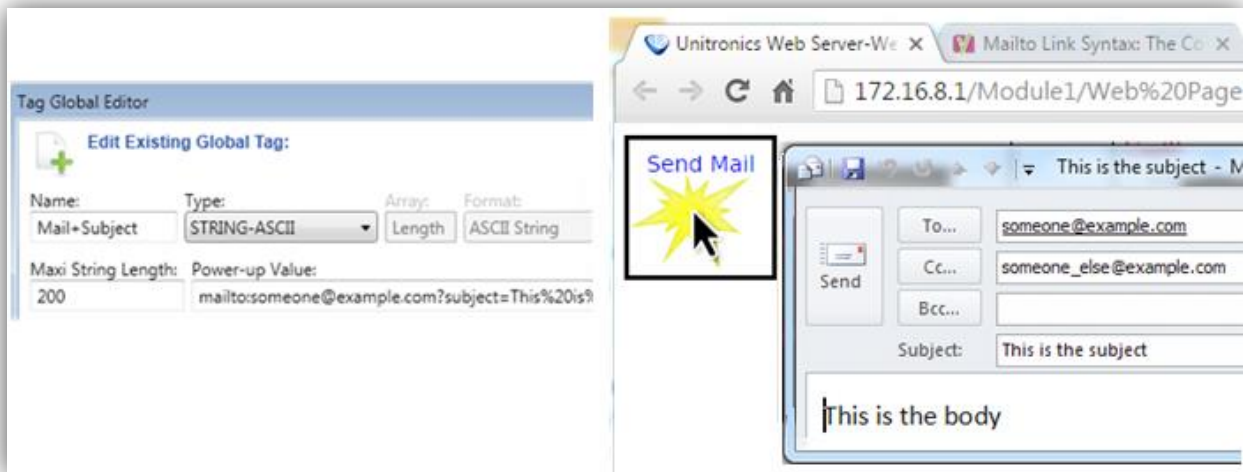 Tag Global Editor
Edit Existing Global Tag:
Name: Type: Array: Format:
Mail+Subject STRING-ASCII Length ASCII String
Maxi String Length: Power-up Value:
200 mailto:someone@example.com?subject=This%20is%
Unitronics Web Server-We Mailto Link Syntax: The Co
172.16.8.1/Module1/Web%20Page
Send Mail
This is the subject - M
Send
To... someone@example.com
Cc... someone_else@example.com
Bcc...
Subject: This is the subject
This is the body